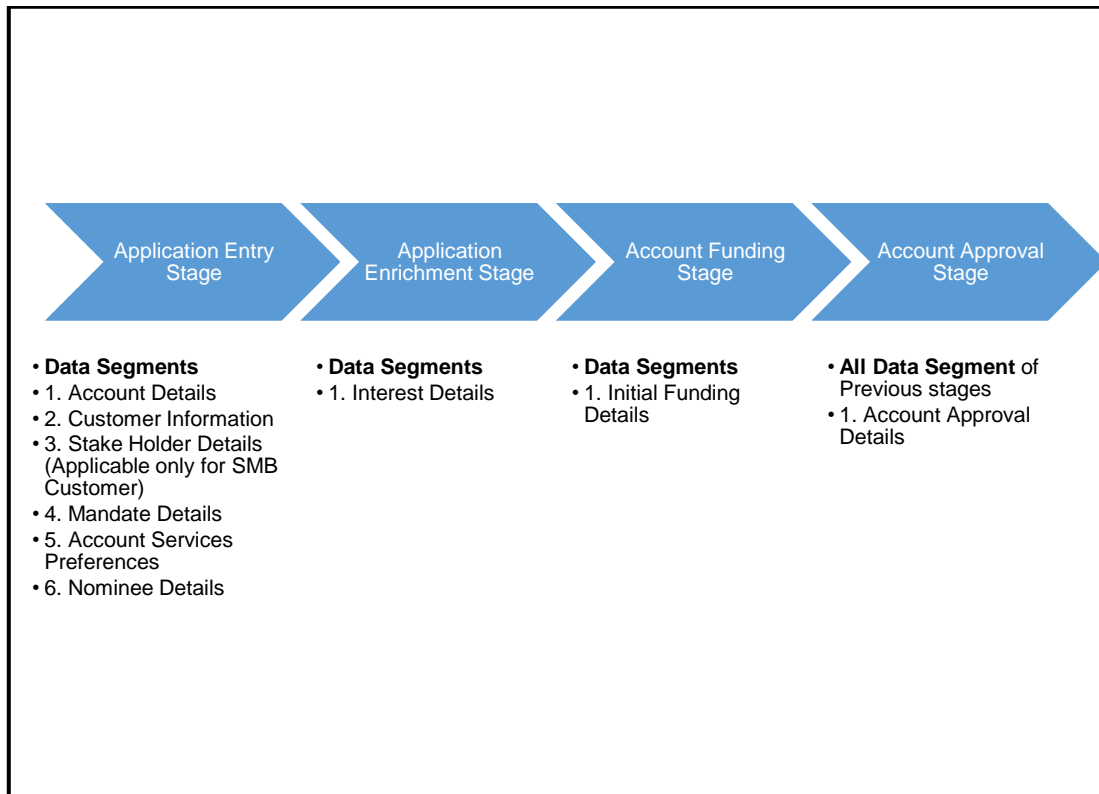 Application Entry
Stage
Application
Enrichment Stage
Account Funding
Stage
Account Approval
Stage
• Data Segments
• 1. Account Details
• 2. Customer Information
• 3. Stake Holder Details
(Applicable only for SMB
Customer)
• 4. Mandate Details
• 5. Account Services
Preferences
• 6. Nominee Details
• Data Segments
• 1. Interest Details
• Data Segments
• 1. Initial Funding
Details
• All Data Segment of
Previous stages
• 1. Account Approval
Details